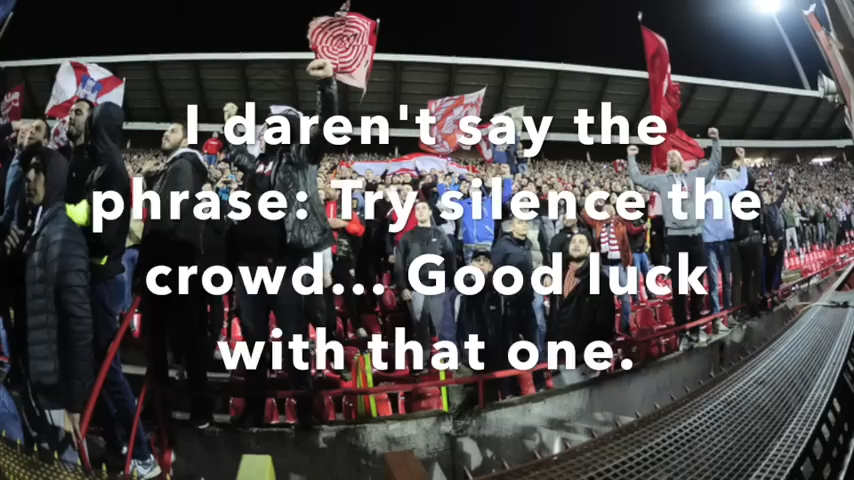 I daren't say the
phrase: Try silence the
crowd... Good luck
with that one.